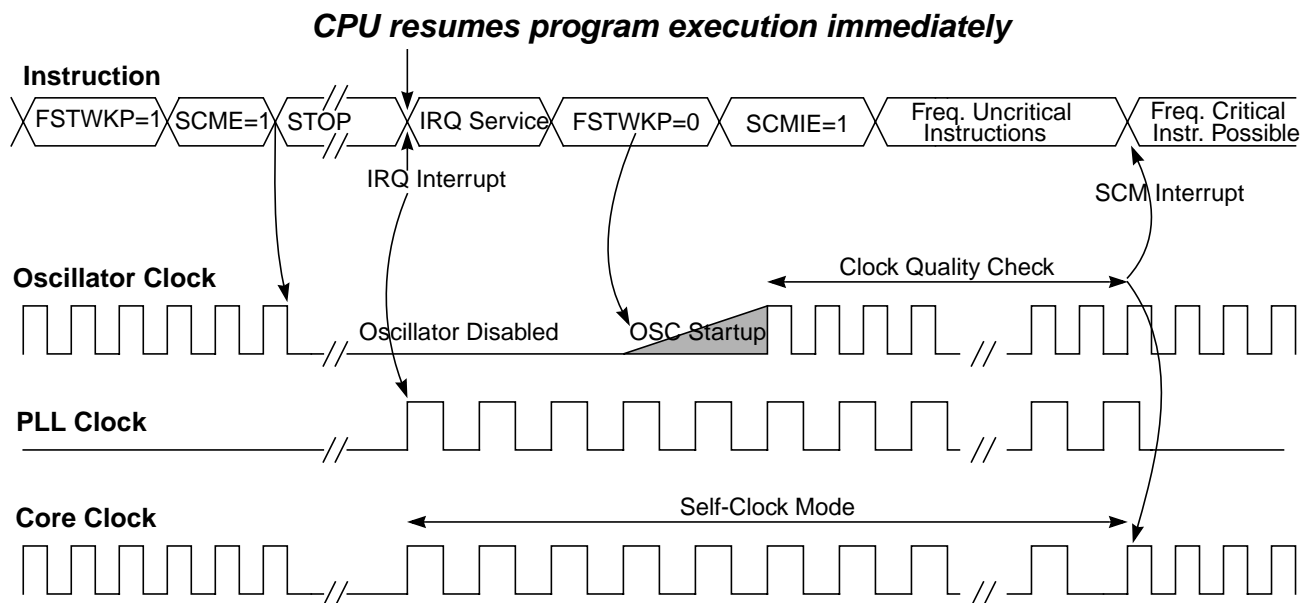 CPU resumes program execution immediately
Instruction
FSTWKP=1 SCME=1 STOP IRQ Service FSTWKP=0 SCMIE=1 Freq. Uncritical Instructions Freq. Critical Instr. Possible
IRQ Interrupt
SCM Interrupt
Oscillator Clock
Clock Quality Check
Oscillator Disabled
OSC Startup
PLL Clock
Core Clock
Self-Clock Mode